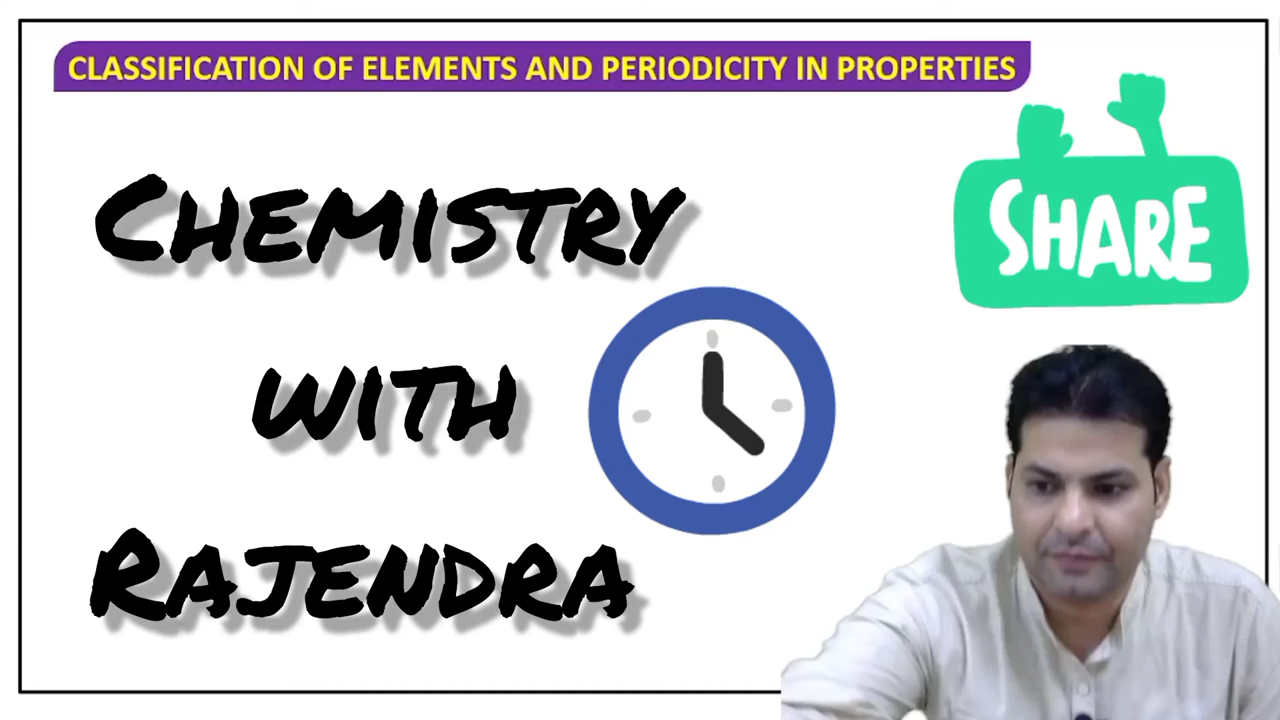 CLASSIFICATION OF ELEMENTS AND PERIODICITY IN PROPERTIES
SHARE
CHEMISTRY
WITH
RAJENDRA